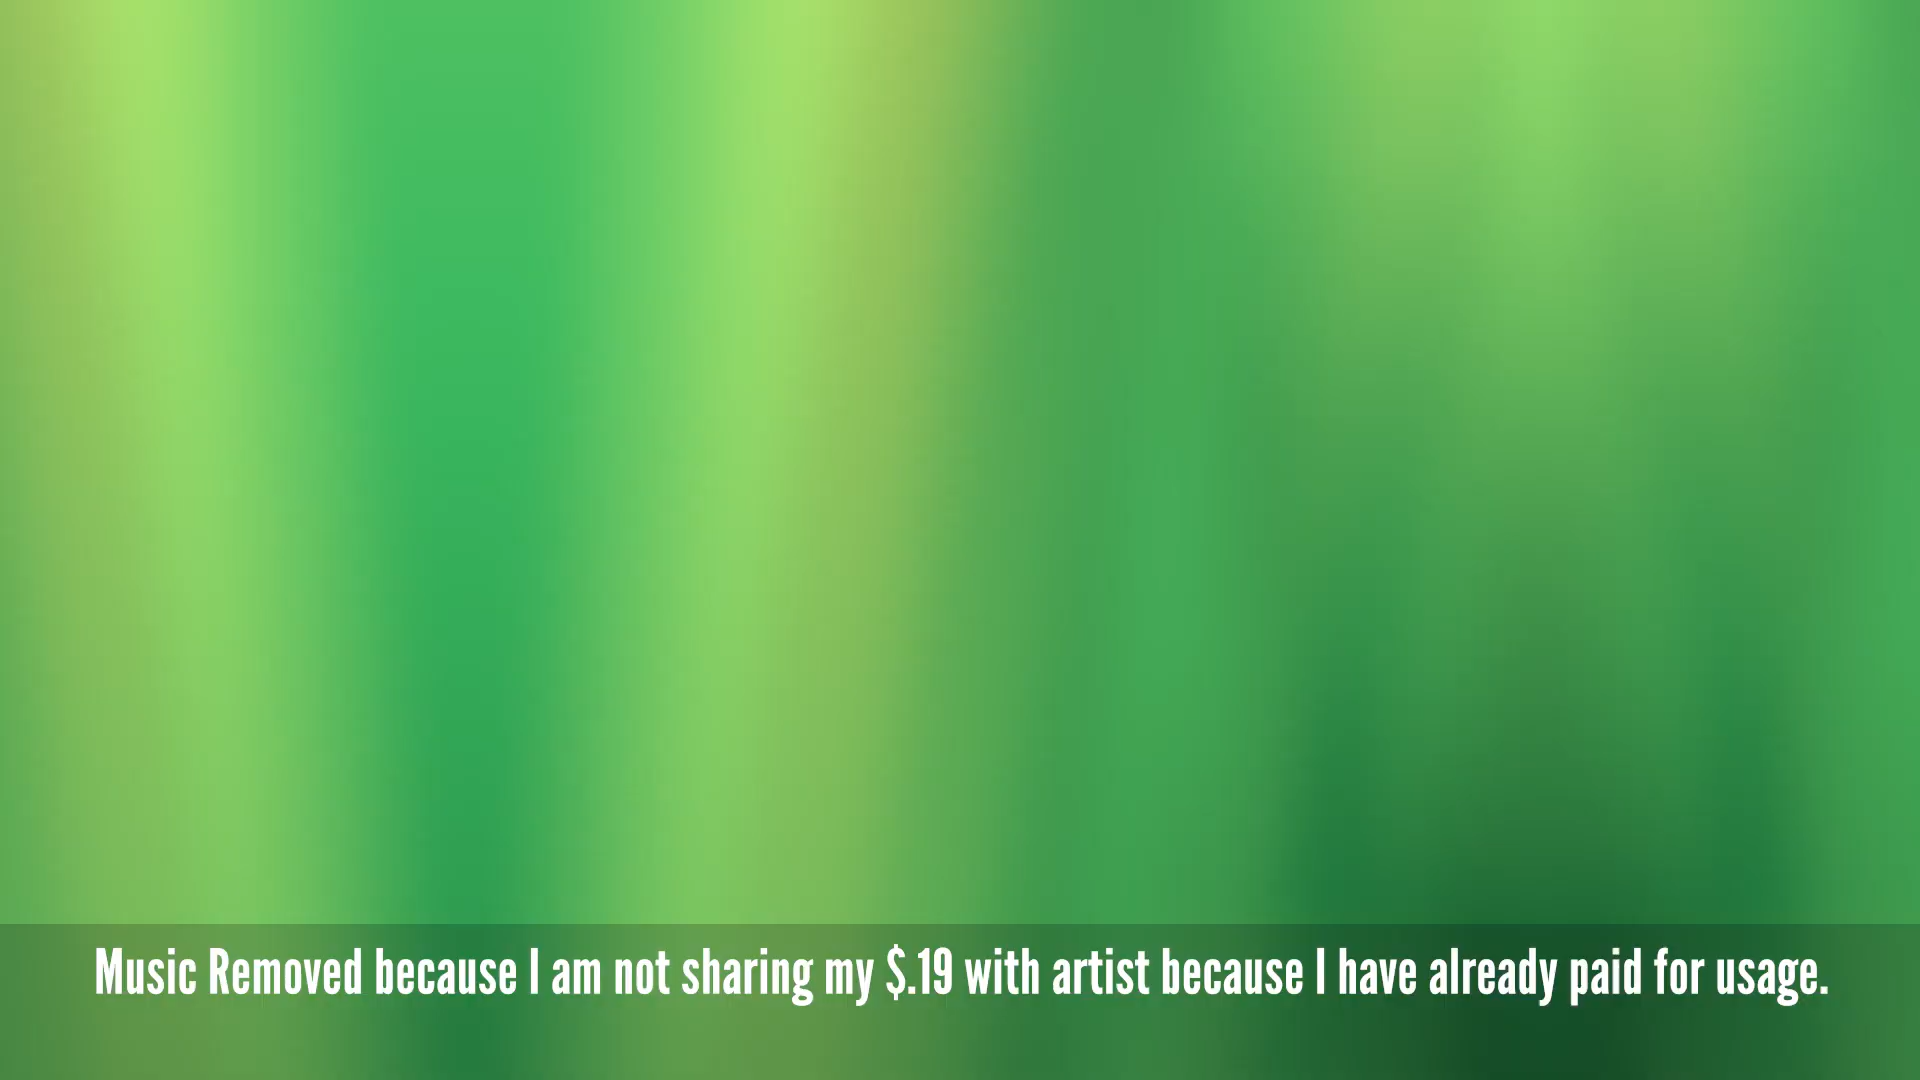 Music Removed because I am not sharing my $.19 with artist because I have already paid for usage.